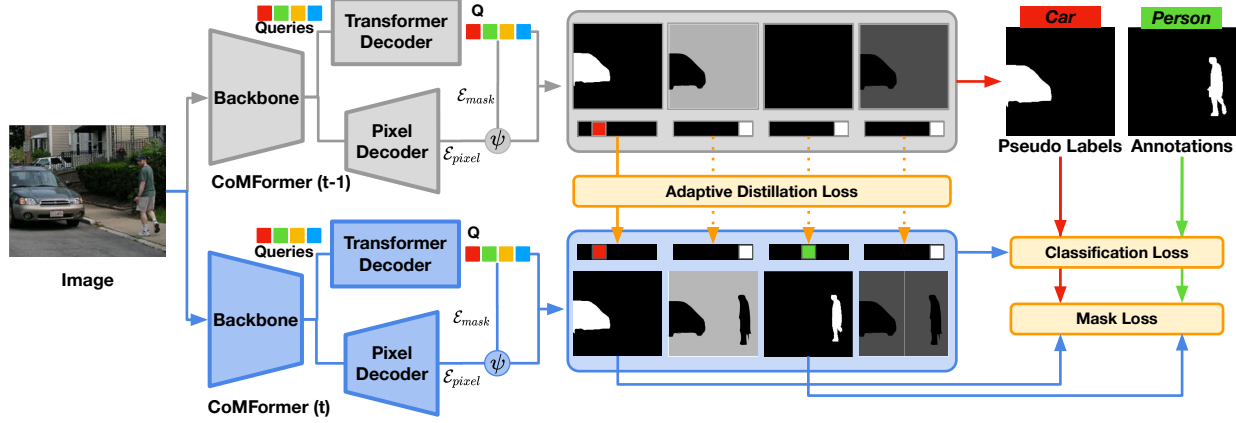 Queries
Transformer
Decoder
Q
Backbone
ℰmask
Pixel
Decoder
ℰpixel
ψ
CoMFormer (t-1)
Car
Person
Pseudo Labels
Annotations
Adaptive Distillation Loss
Image
Queries
Transformer
Decoder
Q
Backbone
ℰmask
Pixel
Decoder
ℰpixel
ψ
CoMFormer (t)
Classification Loss
Mask Loss